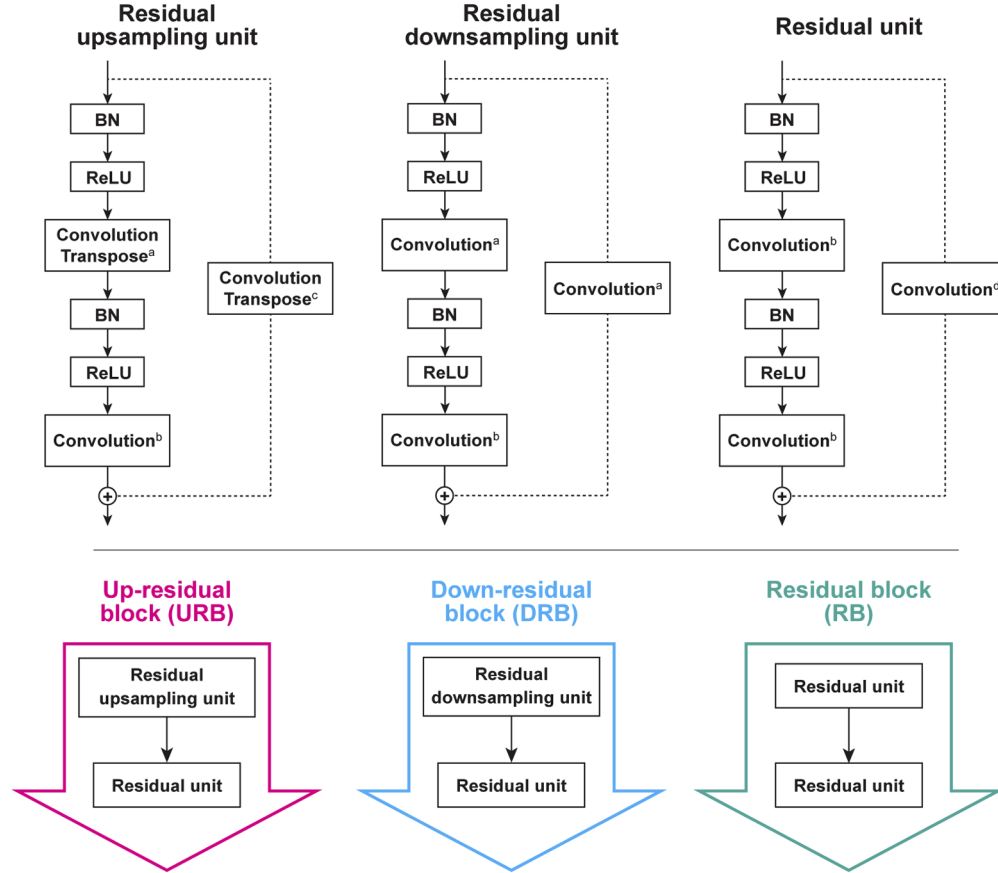 Residual
upsampling unit
BN
ReLU
Convolution
Transposeᵃ
BN
ReLU
Convolutionᵇ
+
Convolution
Transposeᶜ
Residual
downsampling unit
BN
ReLU
Convolutionᵃ
BN
ReLU
Convolutionᵇ
+
Convolutionᵃ
Residual unit
BN
ReLU
Convolutionᵇ
BN
ReLU
Convolutionᵇ
+
Convolutionᵈ
Up-residual
block (URB)
Residual
upsampling unit
Residual unit
Down-residual
block (DRB)
Residual
downsampling unit
Residual unit
Residual block
(RB)
Residual unit
Residual unit